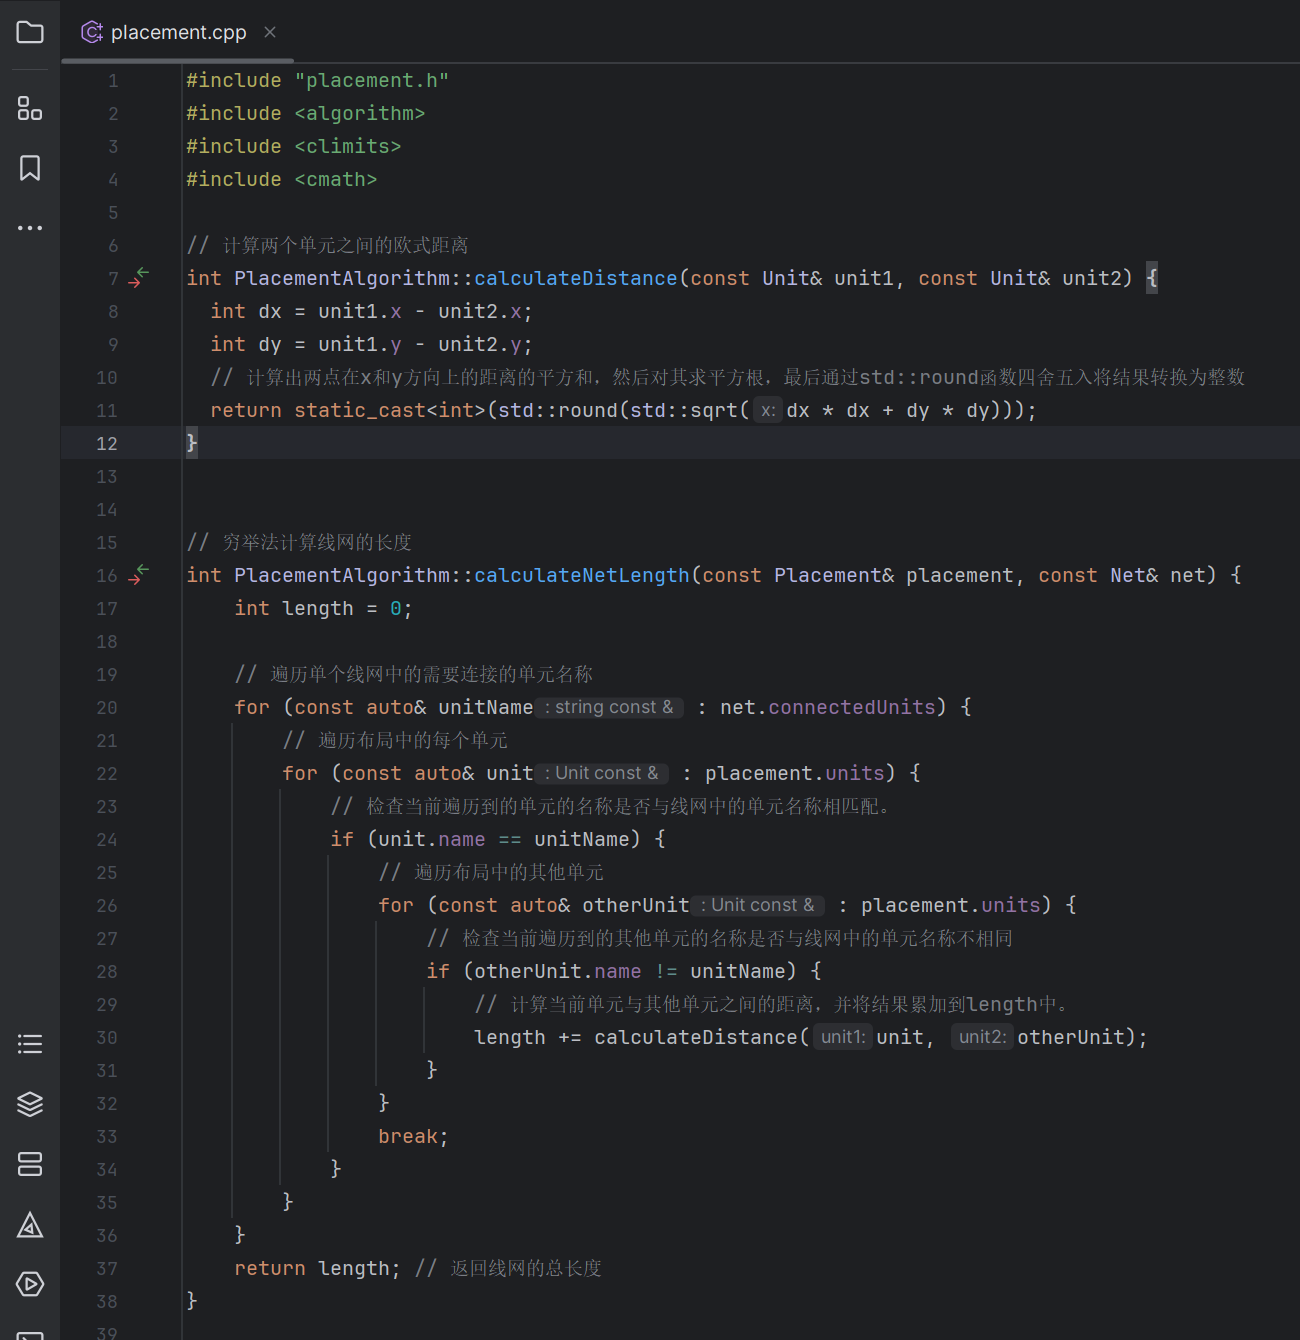 placement.cpp
1 #include "placement.h"
2 #include <algorithm>
3 #include <climits>
4 #include <cmath>
5
6 // 计算两个单元之间的欧式距离
7 int PlacementAlgorithm::calculateDistance(const Unit& unit1, const Unit& unit2) {
8 int dx = unit1.x - unit2.x;
9 int dy = unit1.y - unit2.y;
10 // 计算出两点在x和y方向上的距离的平方和，然后对其求平方根，最后通过std::round函数四舍五入将结果转换为整数
11 return static_cast<int>(std::round(std::sqrt( x: dx * dx + dy * dy)));
12 }
13
14
15 // 穷举法计算线网的长度
16 int PlacementAlgorithm::calculateNetLength(const Placement& placement, const Net& net) {
17 int length = 0;
18
19 // 遍历单个线网中的需要连接的单元名称
20 for (const auto& unitName : string const & : net.connectedUnits) {
21 // 遍历布局中的每个单元
22 for (const auto& unit : Unit const & : placement.units) {
23 // 检查当前遍历到的单元的名称是否与线网中的单元名称相匹配。
24 if (unit.name == unitName) {
25 // 遍历布局中的其他单元
26 for (const auto& otherUnit : Unit const & : placement.units) {
27 // 检查当前遍历到的其他单元的名称是否与线网中的单元名称不相同
28 if (otherUnit.name != unitName) {
29 // 计算当前单元与其他单元之间的距离，并将结果累加到length中。
30 length += calculateDistance( unit1: unit, unit2: otherUnit);
31 }
32 }
33 break;
34 }
35 }
36 }
37 return length; // 返回线网的总长度
38 }
39